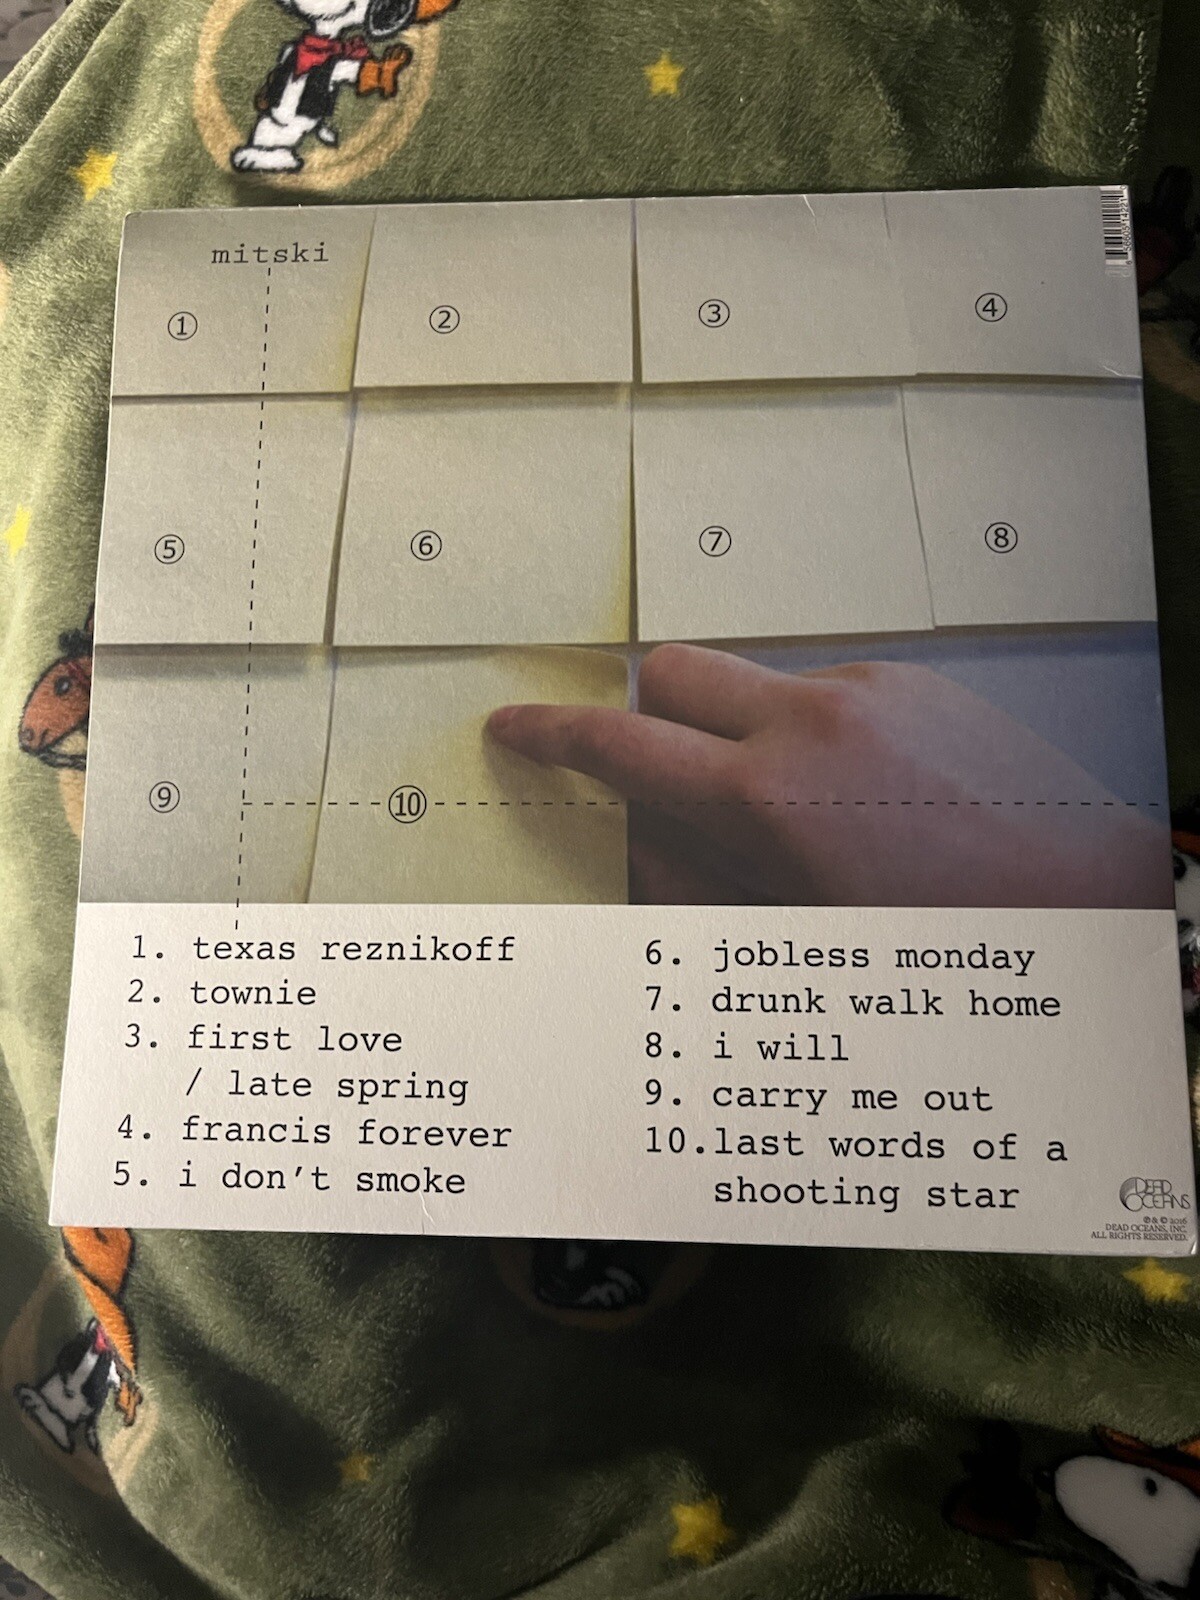 mitski
① ② ③ ④
⑤ ⑥ ⑦ ⑧
⑨ ⑩
1. texas reznikoff
2. townie
3. first love
/ late spring
4. francis forever
5. i don't smoke
6. jobless monday
7. drunk walk home
8. i will
9. carry me out
10. last words of a
shooting star
DEAD
OCEANS
℗ & © 2016
DEAD OCEANS, INC.
ALL RIGHTS RESERVED.